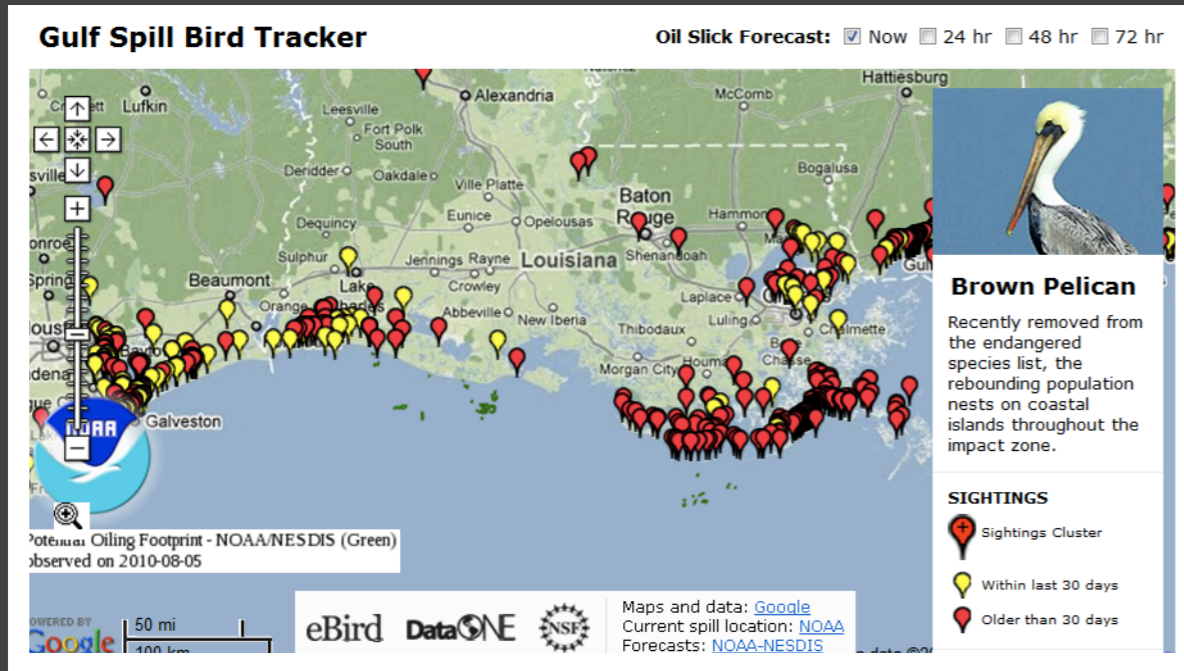 Gulf Spill Bird Tracker
Oil Slick Forecast: Now 24 hr 48 hr 72 hr
Hattiesburg
Lufkin
Alexandria
McComb
Leesville
Fort Polk
South
Deridder
Oakdale
Ville Platte
Bogalusa
Baton
Rouge
Dequincy
Eunice
Opelousas
Hammond
Sulphur
Jennings
Rayne
Louisiana
Shenandoah
Beaumont
Lake
Charles
Orange
Crowley
Laplace
Abbeville
New Iberia
Luling
Chalmette
Thibodaux
Belle
Chasse
Houma
Morgan City
Galveston
NOAA
Potential Oiling Footprint - NOAA/NESDIS (Green)
observed on 2010-08-05
POWERED BY
Google
50 mi
100 km
eBird DataONE NSF
Maps and data: Google
Current spill location: NOAA
Forecasts: NOAA-NESDIS
Brown Pelican
Recently removed from
the endangered
species list, the
rebounding population
nests on coastal
islands throughout the
impact zone.
SIGHTINGS
Sightings Cluster
Within last 30 days
Older than 30 days